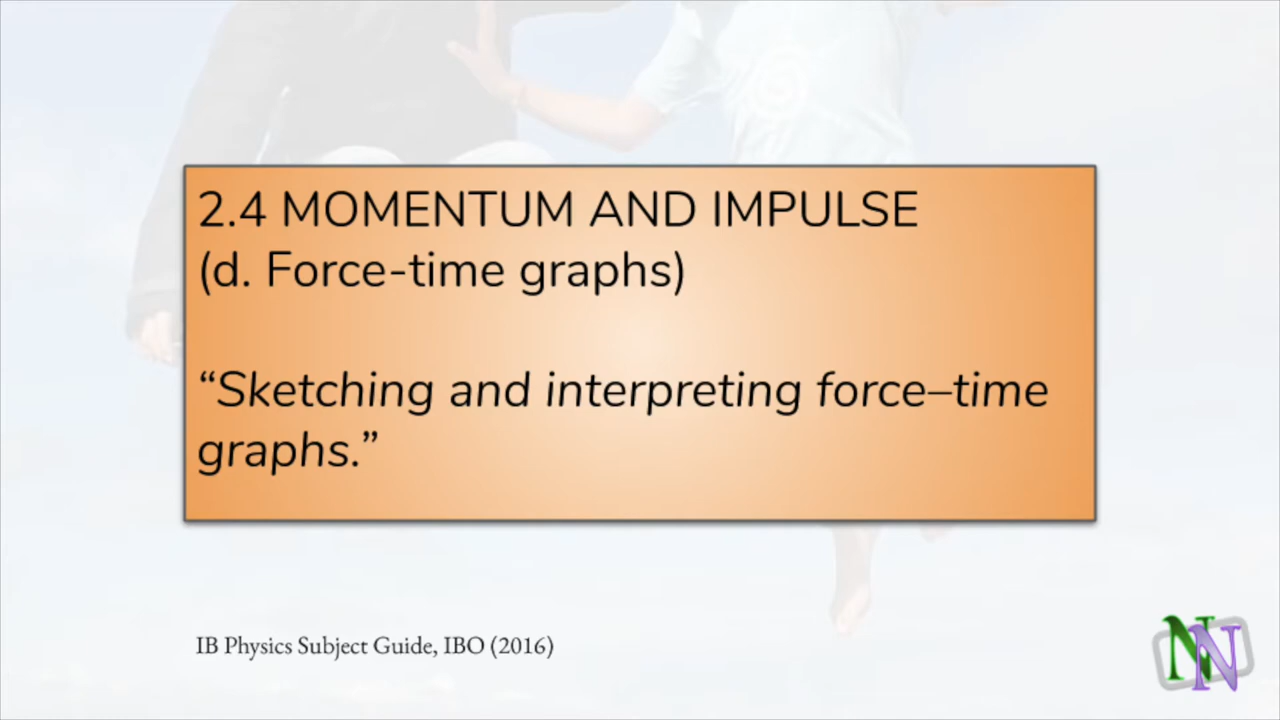 2.4 MOMENTUM AND IMPULSE
(d. Force-time graphs)
“Sketching and interpreting force–time
graphs.”
IB Physics Subject Guide, IBO (2016)
NN